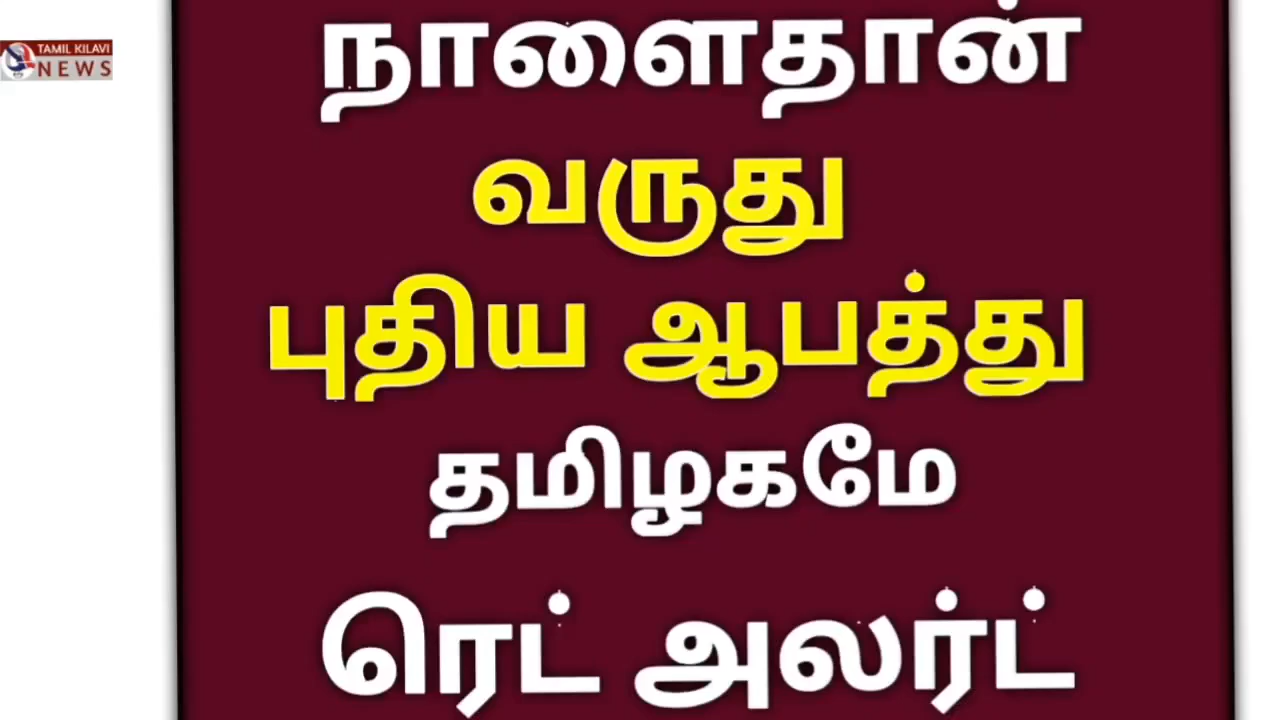 TAMIL KILAVI
NEWS
நாளைதான்
வருது
புதிய ஆபத்து
தமிழகமே
ரெட் அலர்ட்